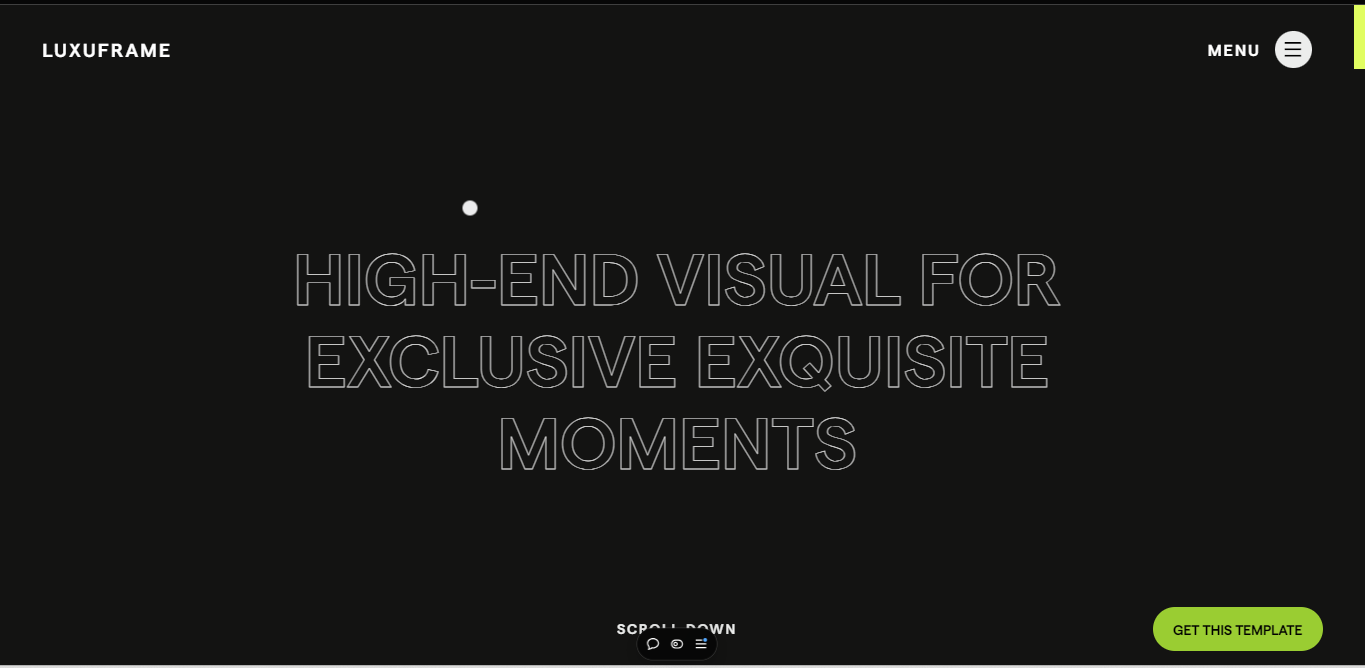 LUXUFRAME
MENU
HIGH-END VISUAL FOR
EXCLUSIVE EXQUISITE
MOMENTS
SCROLL DOWN
GET THIS TEMPLATE